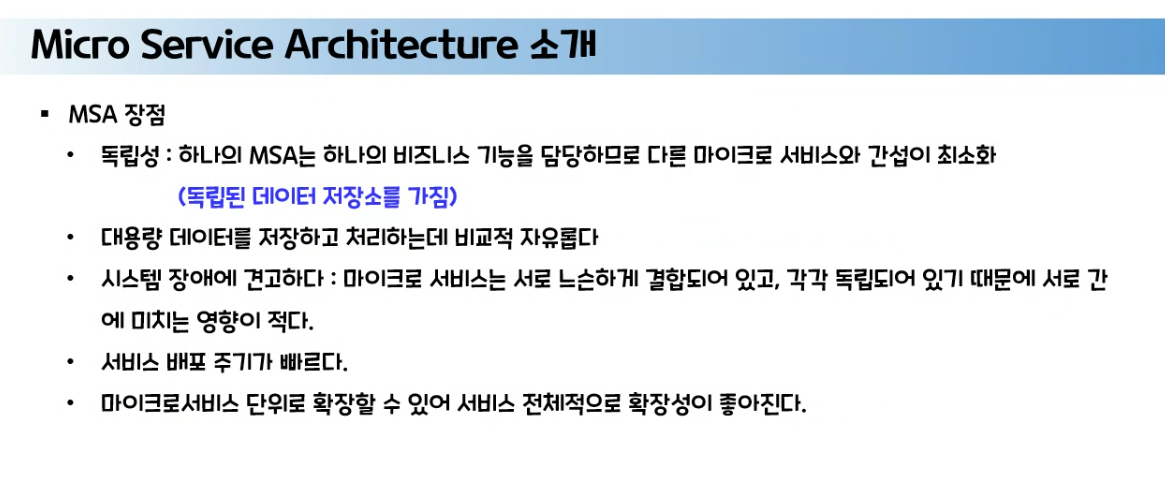 Micro Service Architecture 소개
▪ MSA 장점
• 독립성 : 하나의 MSA는 하나의 비즈니스 기능을 담당하므로 다른 마이크로 서비스와 간섭이 최소화
(독립된 데이터 저장소를 가짐)
• 대용량 데이터를 저장하고 처리하는데 비교적 자유롭다
• 시스템 장애에 견고하다 : 마이크로 서비스는 서로 느슨하게 결합되어 있고, 각각 독립되어 있기 때문에 서로 간
에 미치는 영향이 적다.
• 서비스 배포 주기가 빠르다.
• 마이크로서비스 단위로 확장할 수 있어 서비스 전체적으로 확장성이 좋아진다.